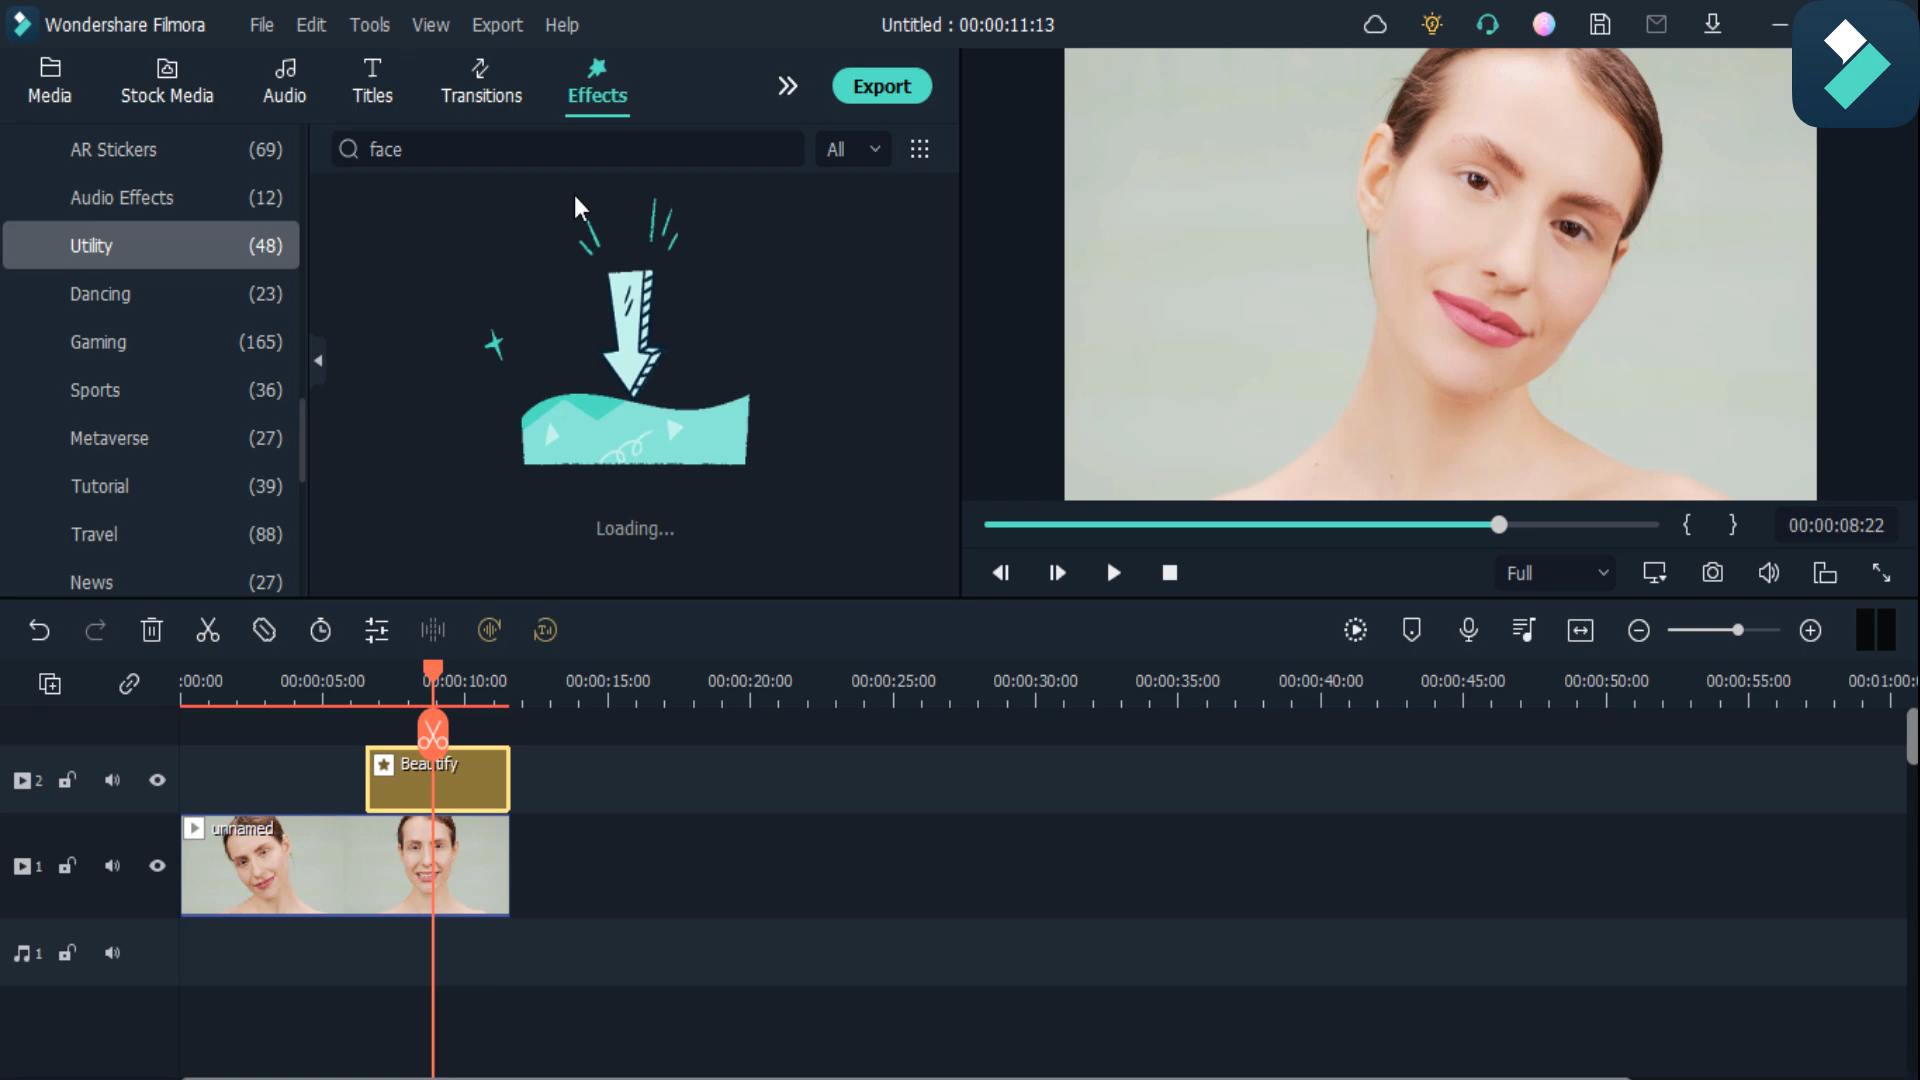 Wondershare Filmora File Edit Tools View Export Help Untitled : 00:00:11:13
Media Stock Media Audio Titles Transitions Effects Export
AR Stickers (69)
face All
Audio Effects (12)
Utility (48)
Dancing (23)
Gaming (165)
Sports (36)
Metaverse (27)
Tutorial (39)
Travel (88)
Loading...
News (27)
{ } 00:00:08:22
Full
:00:00 00:00:05:00 00:00:10:00 00:00:15:00 00:00:20:00 00:00:25:00 00:00:30:00 00:00:35:00 00:00:40:00 00:00:45:00 00:00:50:00 00:00:55:00 00:01:00:
2 Beautify
unnamed
1
1